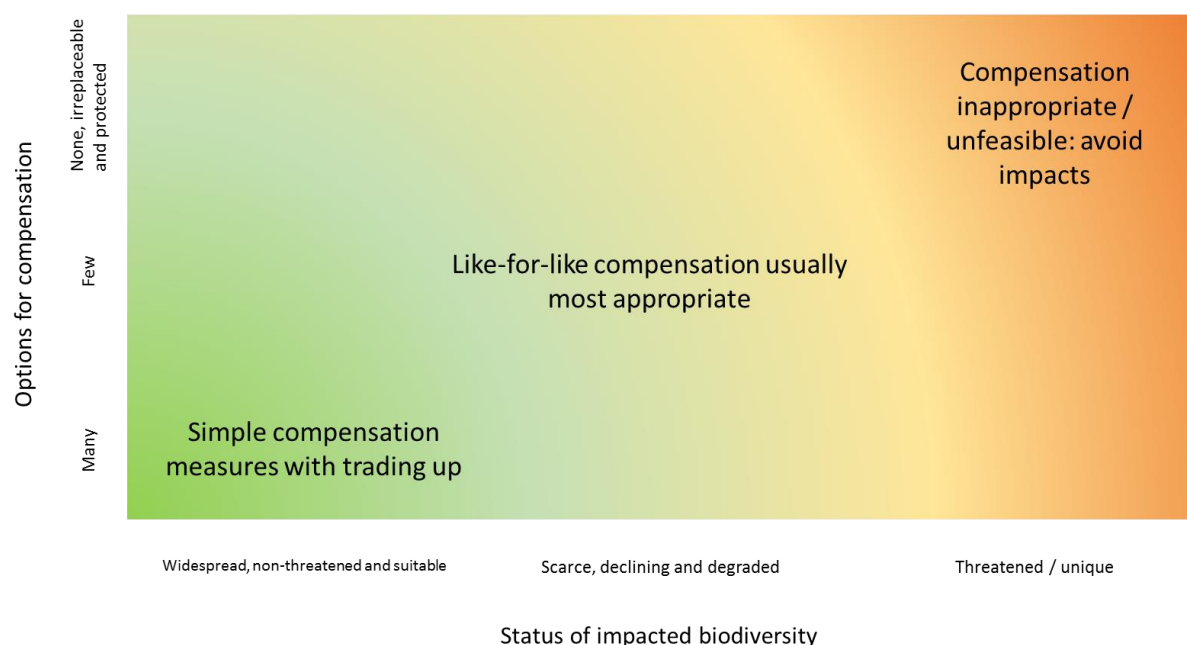 Options for compensation
None, irreplaceable
and protected
Few
Many
Compensation
inappropriate /
unfeasible: avoid
impacts
Like-for-like compensation usually
most appropriate
Simple compensation
measures with trading up
Widespread, non-threatened and suitable
Scarce, declining and degraded
Threatened / unique
Status of impacted biodiversity